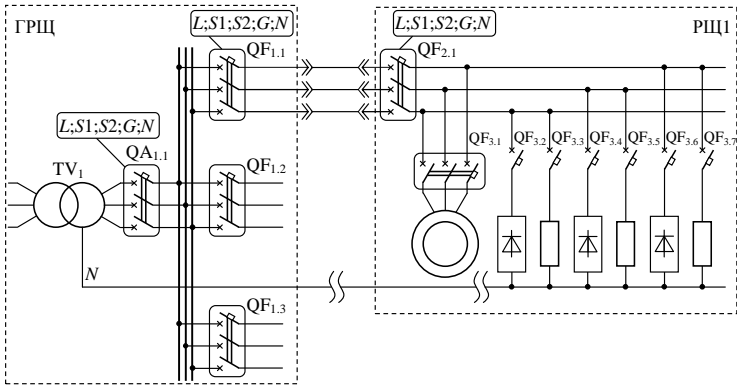 ГРЩ
L;S1;S2;G;N
QF1.1
L;S1;S2;G;N
QF2.1
РЩ1
L;S1;S2;G;N
QA1.1
TV1
QF1.2
QF3.1
QF3.2
QF3.3
QF3.4
QF3.5
QF3.6
QF3.7
N
QF1.3